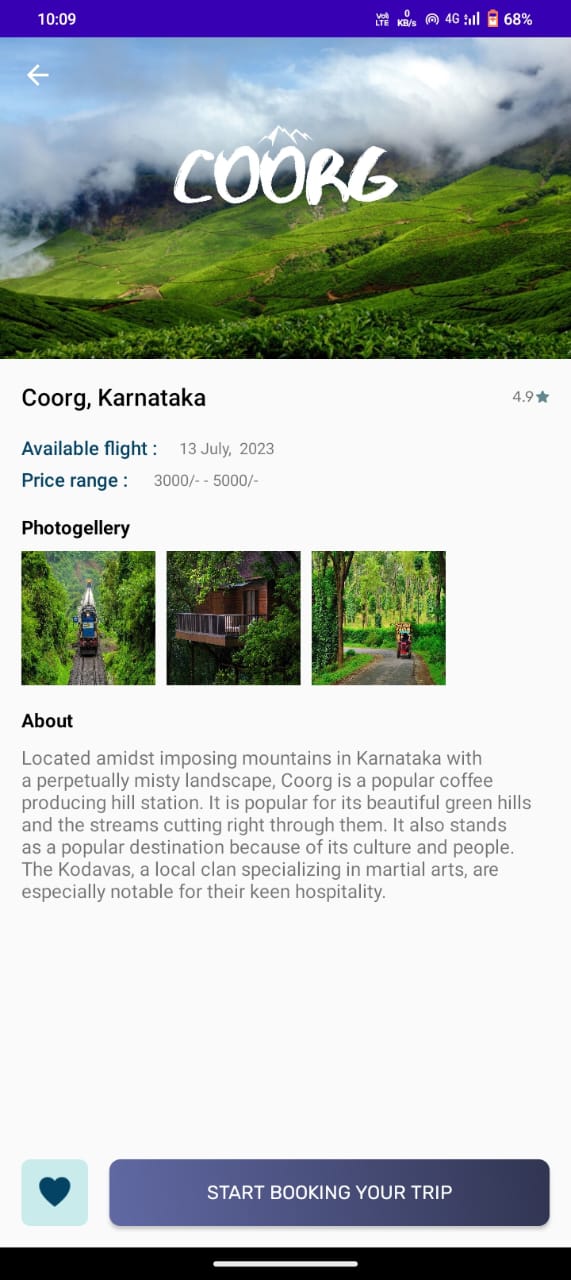 10:09
Vo) LTE 0 KB/s 4G 68%
COORG
Coorg, Karnataka 4.9
Available flight : 13 July, 2023
Price range : 3000/- - 5000/-
Photogellery
About
Located amidst imposing mountains in Karnataka with
a perpetually misty landscape, Coorg is a popular coffee
producing hill station. It is popular for its beautiful green hills
and the streams cutting right through them. It also stands
as a popular destination because of its culture and people.
The Kodavas, a local clan specializing in martial arts, are
especially notable for their keen hospitality.
START BOOKING YOUR TRIP